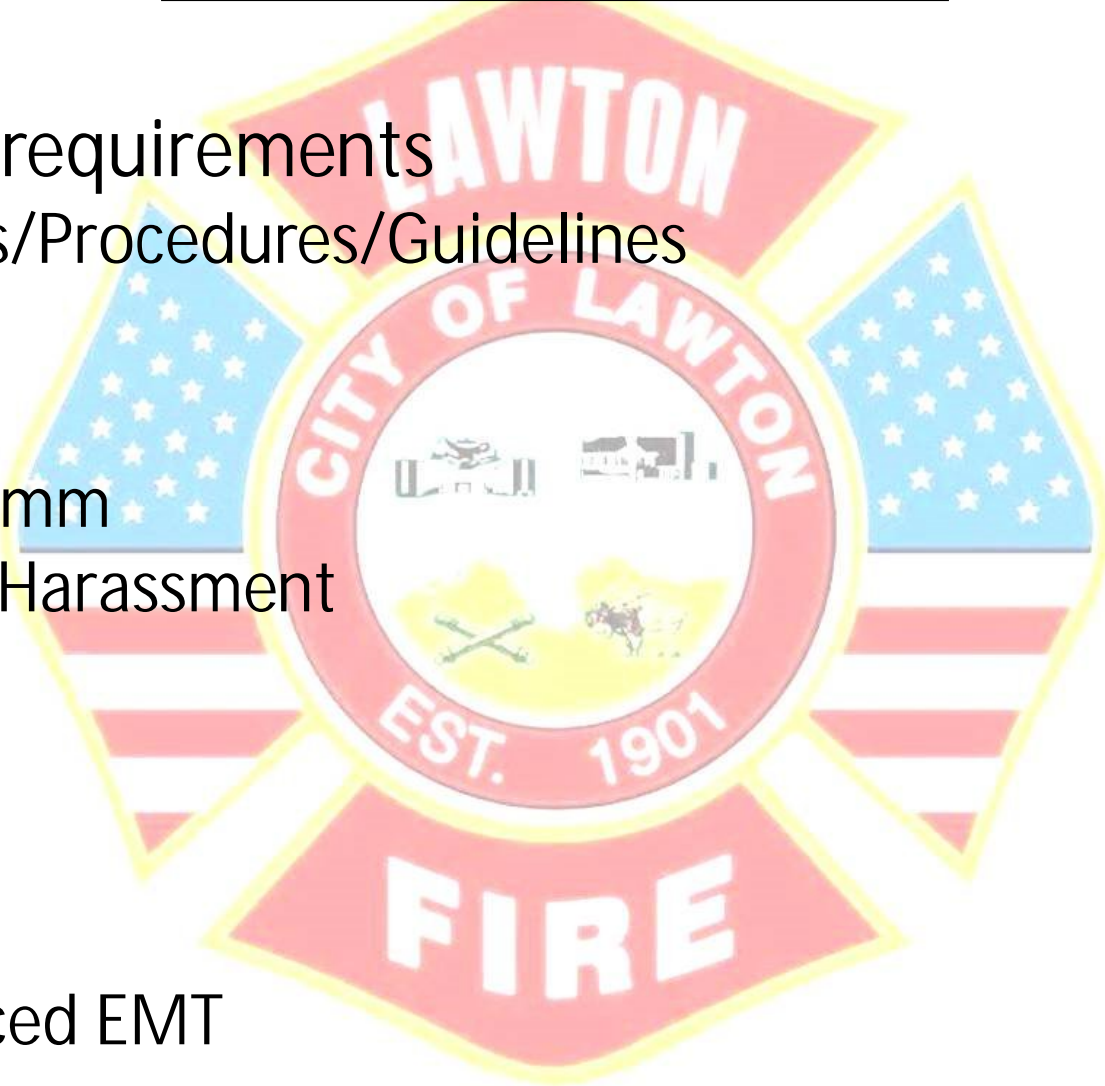 LAWTON
requirements
s/Procedures/Guidelines
CITY OF LAWTON
mm
Harassment
EST. 1901
FIRE
ced EMT